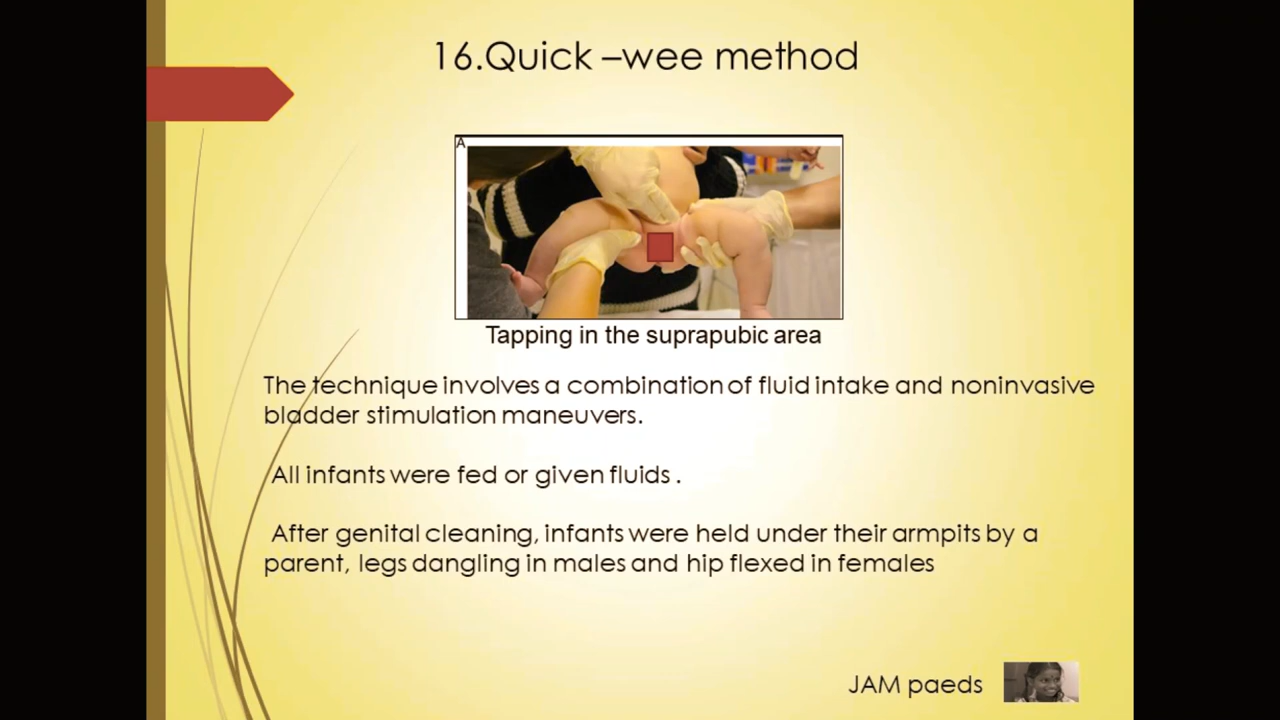 16.Quick –wee method
A
Tapping in the suprapubic area
The technique involves a combination of fluid intake and noninvasive
bladder stimulation maneuvers.
All infants were fed or given fluids .
After genital cleaning, infants were held under their armpits by a
parent, legs dangling in males and hip flexed in females
JAM paeds